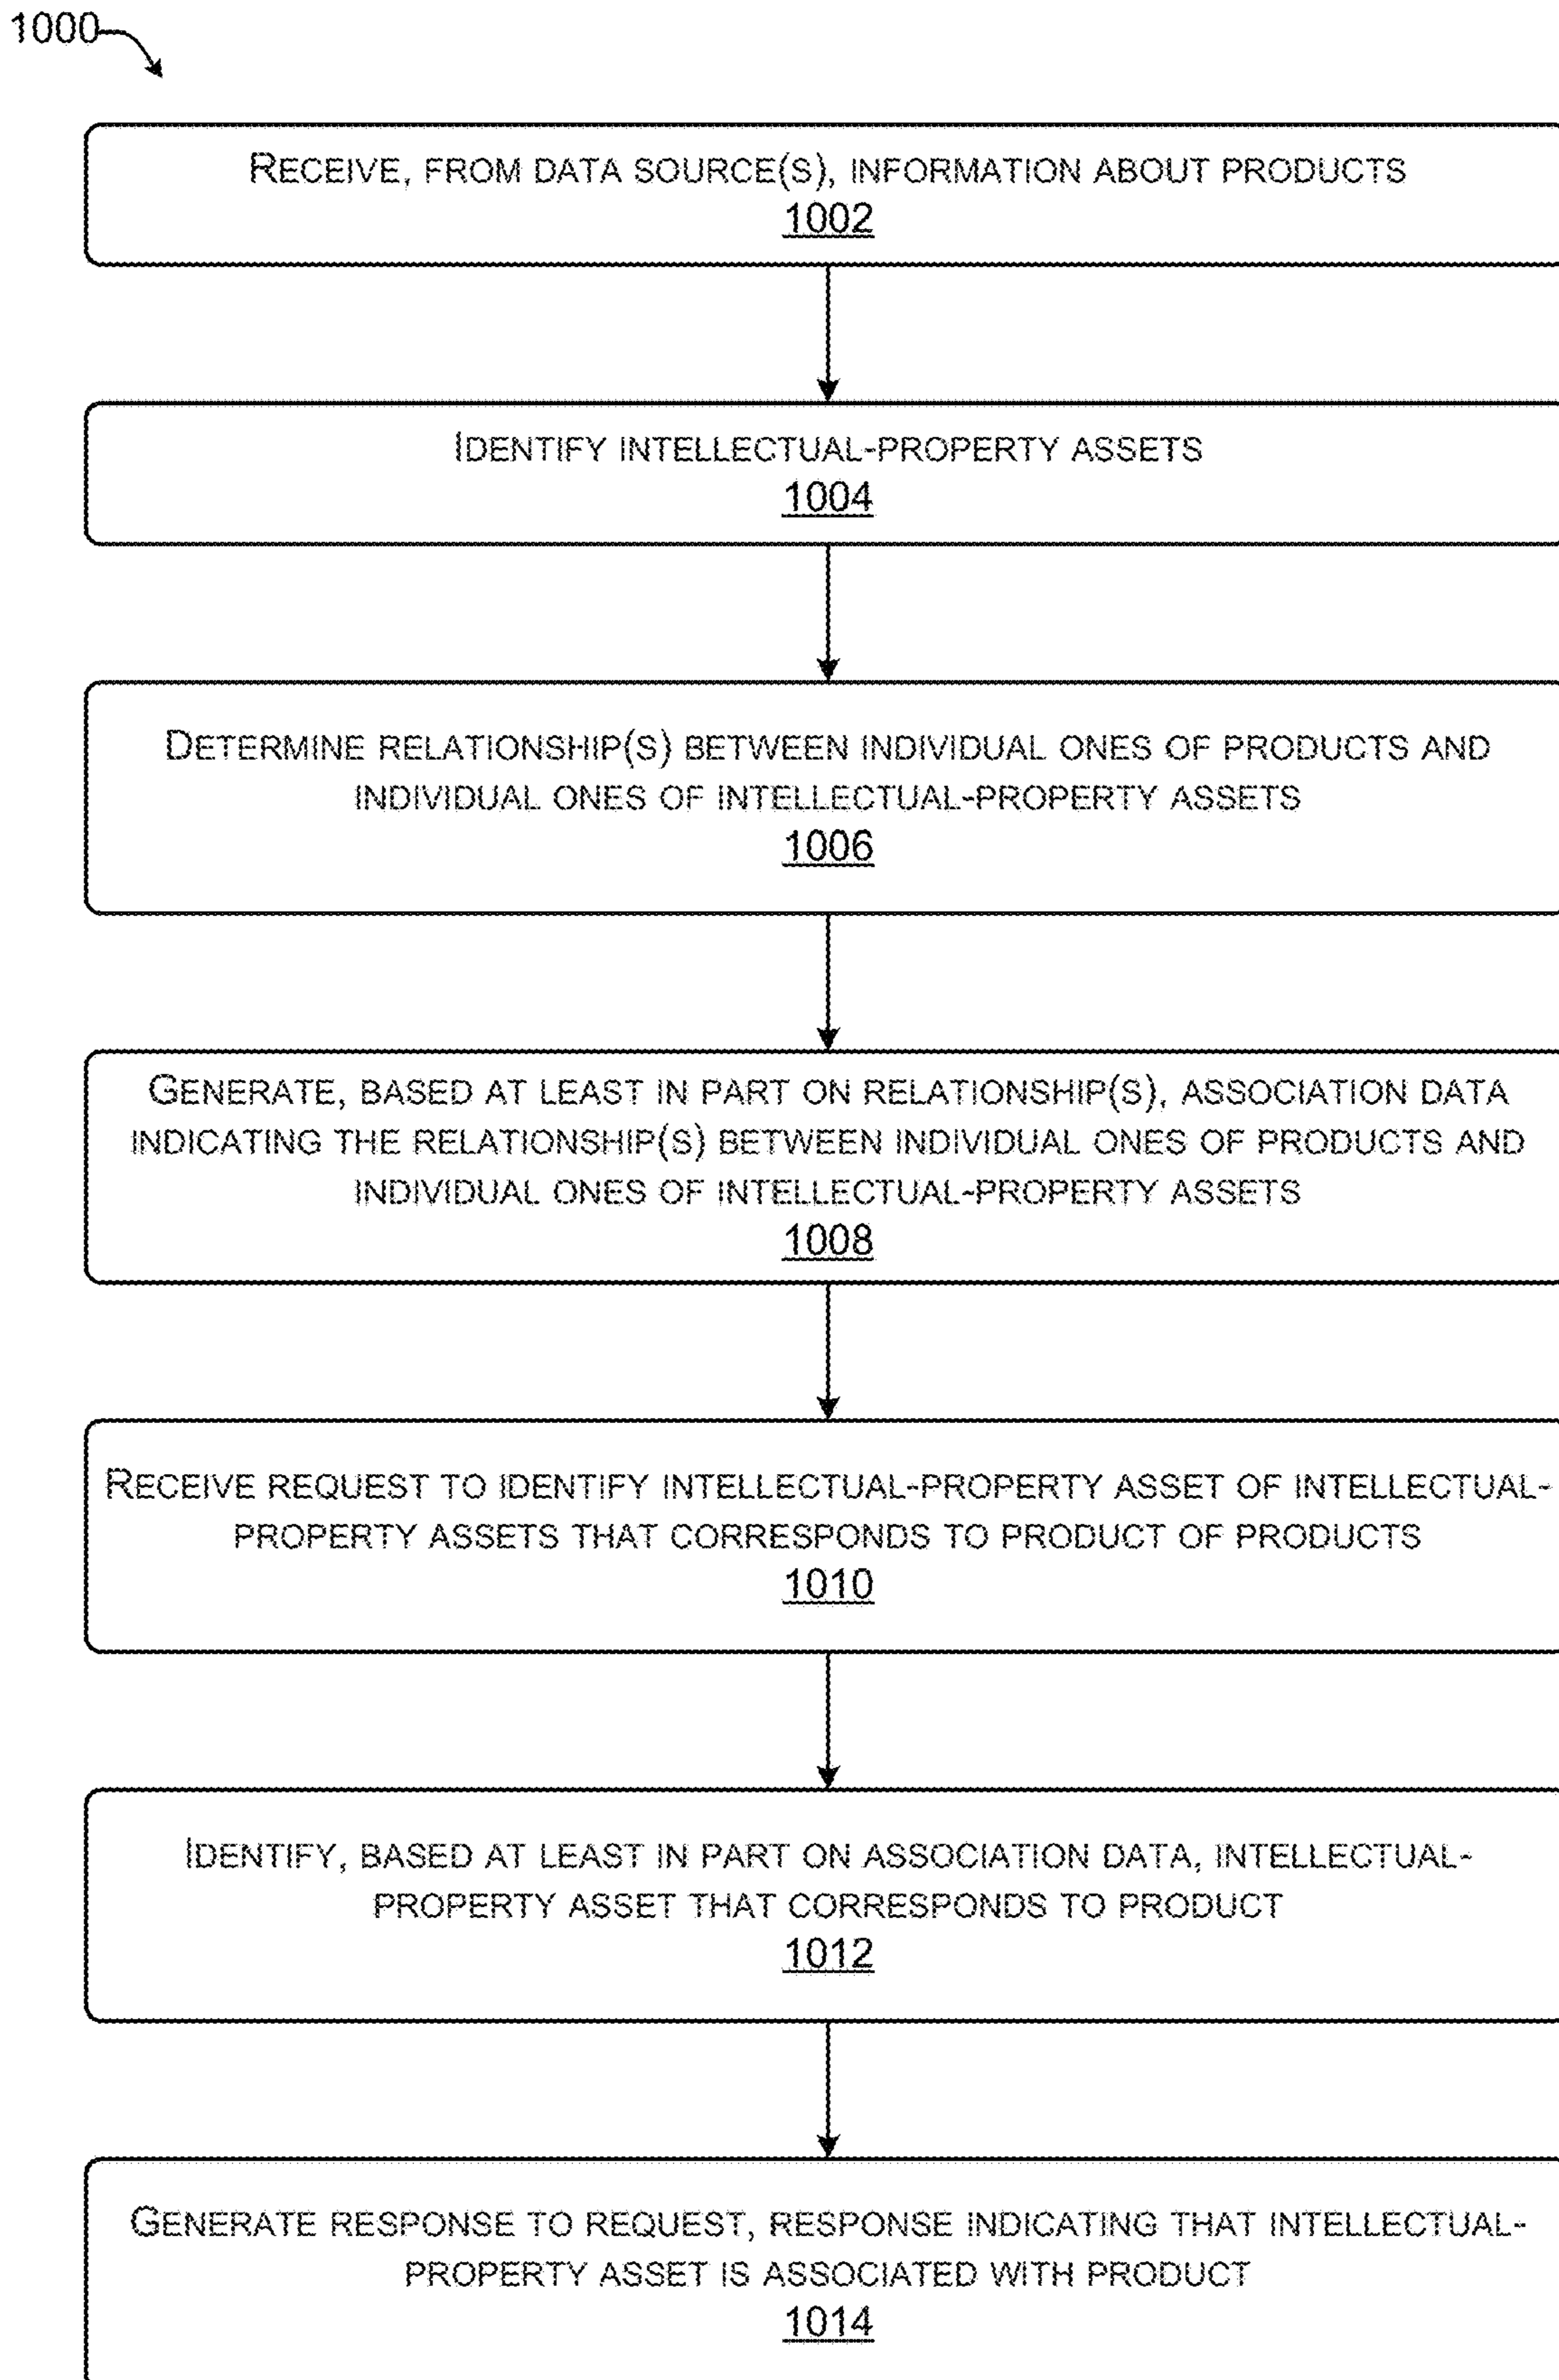 1000
RECEIVE, FROM DATA SOURCE(S), INFORMATION ABOUT PRODUCTS
1002
IDENTIFY INTELLECTUAL-PROPERTY ASSETS
1004
DETERMINE RELATIONSHIP(S) BETWEEN INDIVIDUAL ONES OF PRODUCTS AND
INDIVIDUAL ONES OF INTELLECTUAL-PROPERTY ASSETS
1006
GENERATE, BASED AT LEAST IN PART ON RELATIONSHIP(S), ASSOCIATION DATA
INDICATING THE RELATIONSHIP(S) BETWEEN INDIVIDUAL ONES OF PRODUCTS AND
INDIVIDUAL ONES OF INTELLECTUAL-PROPERTY ASSETS
1008
RECEIVE REQUEST TO IDENTIFY INTELLECTUAL-PROPERTY ASSET OF INTELLECTUAL-
PROPERTY ASSETS THAT CORRESPONDS TO PRODUCT OF PRODUCTS
1010
IDENTIFY, BASED AT LEAST IN PART ON ASSOCIATION DATA, INTELLECTUAL-
PROPERTY ASSET THAT CORRESPONDS TO PRODUCT
1012
GENERATE RESPONSE TO REQUEST, RESPONSE INDICATING THAT INTELLECTUAL-
PROPERTY ASSET IS ASSOCIATED WITH PRODUCT
1014